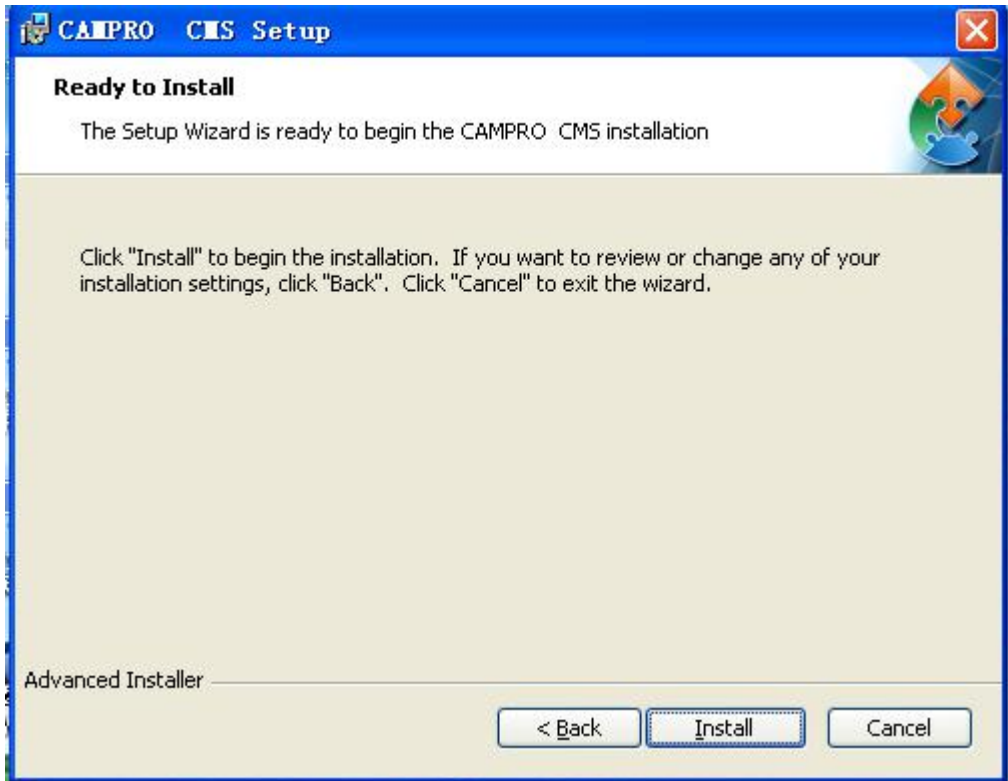 CAMPRO CMS Setup
Ready to Install
The Setup Wizard is ready to begin the CAMPRO CMS installation
Click "Install" to begin the installation. If you want to review or change any of your
installation settings, click "Back". Click "Cancel" to exit the wizard.
Advanced Installer
< Back
Install
Cancel